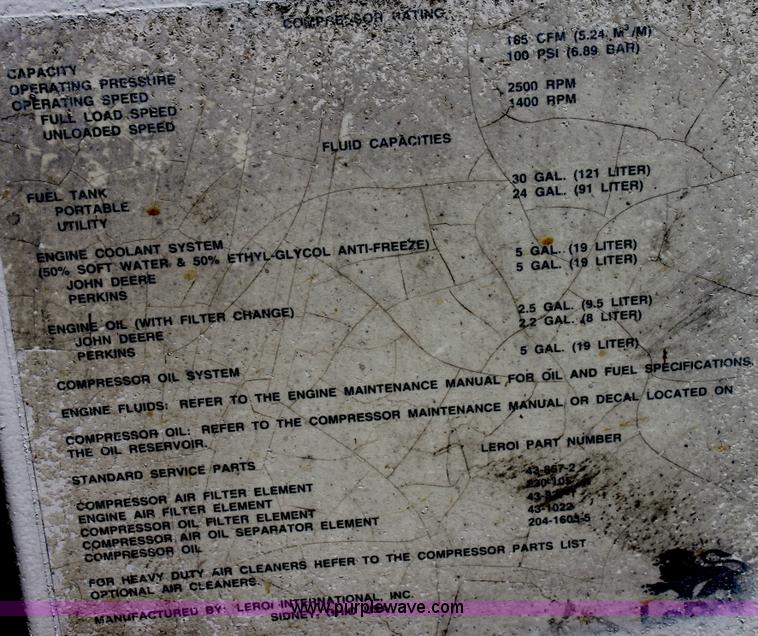 COMPRESSOR RATING
CAPACITY 185 CFM (5.24 M³/M)
OPERATING PRESSURE 100 PSI (6.89 BAR)
OPERATING SPEED
FULL LOAD SPEED 2500 RPM
UNLOADED SPEED 1400 RPM
FLUID CAPACITIES
FUEL TANK
PORTABLE 30 GAL. (121 LITER)
UTILITY 24 GAL. (91 LITER)
ENGINE COOLANT SYSTEM
(50% SOFT WATER & 50% ETHYL-GLYCOL ANTI-FREEZE)
JOHN DEERE 5 GAL. (19 LITER)
PERKINS 5 GAL. (19 LITER)
ENGINE OIL (WITH FILTER CHANGE)
JOHN DEERE 2.5 GAL. (9.5 LITER)
PERKINS 2.2 GAL. (8 LITER)
COMPRESSOR OIL SYSTEM 5 GAL. (19 LITER)
ENGINE FLUIDS: REFER TO THE ENGINE MAINTENANCE MANUAL FOR OIL AND FUEL SPECIFICATIONS.
COMPRESSOR OIL: REFER TO THE COMPRESSOR MAINTENANCE MANUAL OR DECAL LOCATED ON
THE OIL RESERVOIR.
STANDARD SERVICE PARTS LEROI PART NUMBER
COMPRESSOR AIR FILTER ELEMENT 43-857-2
ENGINE AIR FILTER ELEMENT
COMPRESSOR OIL FILTER ELEMENT
COMPRESSOR AIR OIL SEPARATOR ELEMENT 43-1022
COMPRESSOR OIL 204-1603-5
FOR HEAVY DUTY AIR CLEANERS REFER TO THE COMPRESSOR PARTS LIST
OPTIONAL AIR CLEANERS.
MANUFACTURED BY: LEROI INTERNATIONAL, INC.
SIDNEY, OHIO
www.purplewave.com